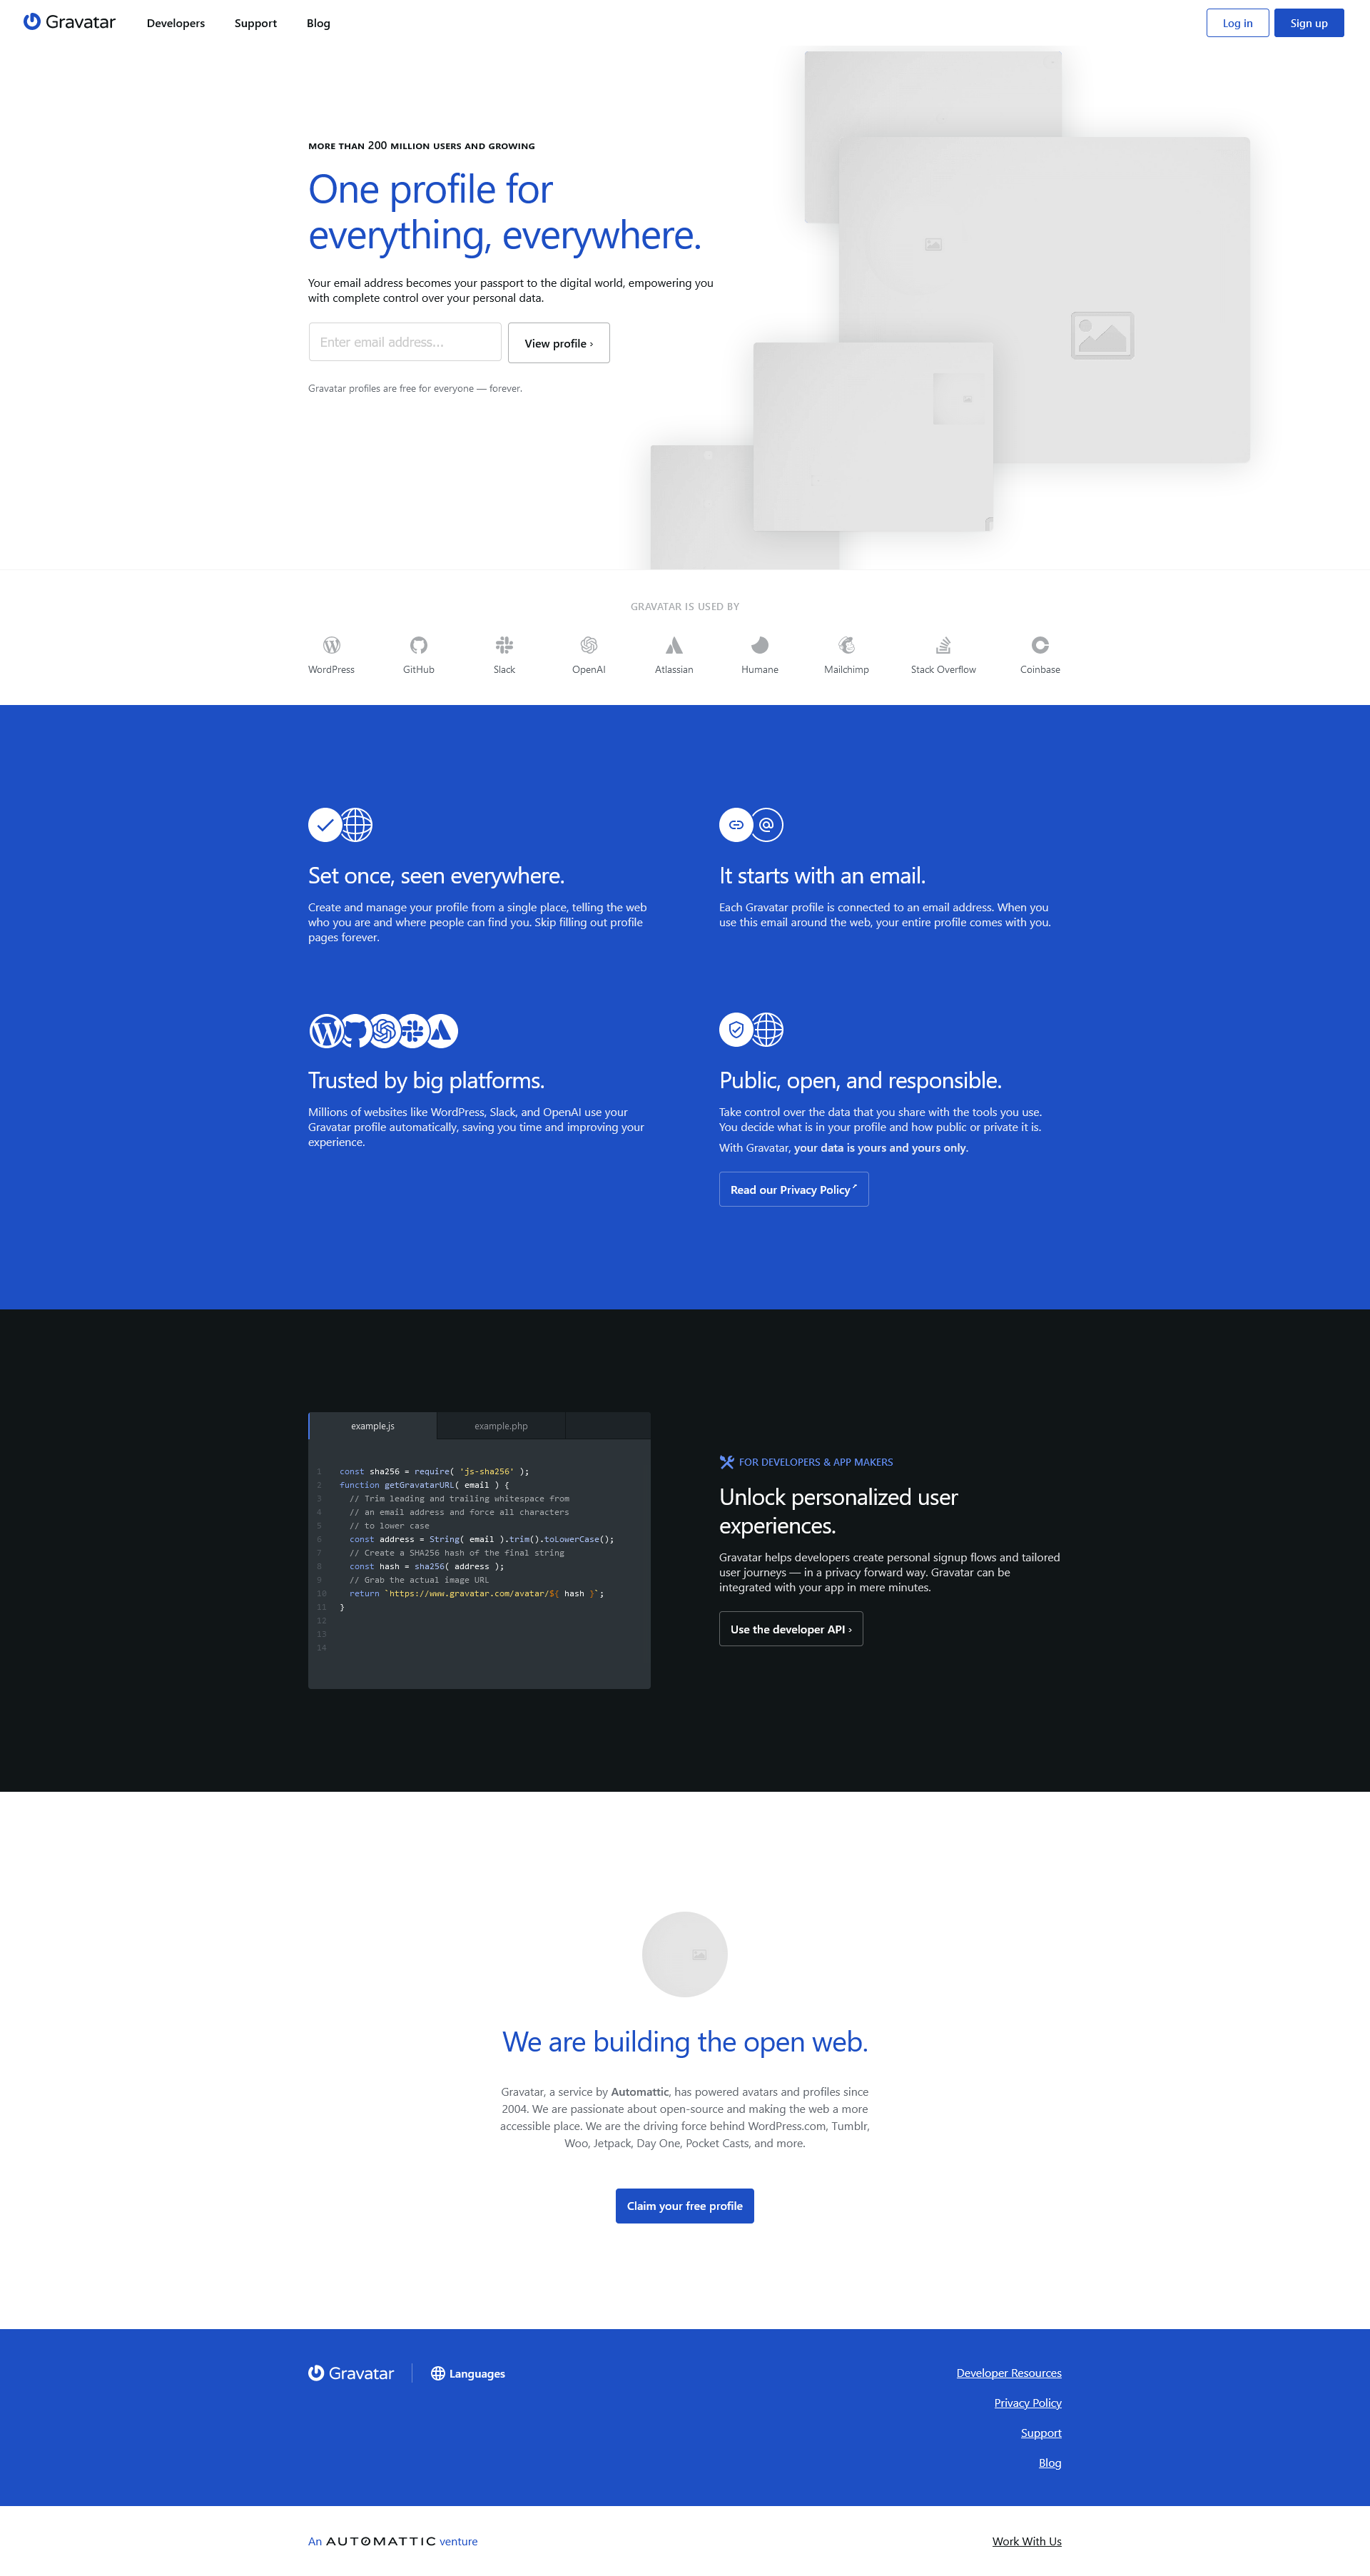 Gravatar
Developers
Support
Blog
Log in
Sign up
MORE THAN 200 MILLION USERS AND GROWING
One profile for
everything, everywhere.
Your email address becomes your passport to the digital world, empowering you
with complete control over your personal data.
Enter email address...
View profile ›
Gravatar profiles are free for everyone — forever.
GRAVATAR IS USED BY
WordPress
GitHub
Slack
OpenAI
Atlassian
Humane
Mailchimp
Stack Overflow
Coinbase
Set once, seen everywhere.
Create and manage your profile from a single place, telling the web
who you are and where people can find you. Skip filling out profile
pages forever.
It starts with an email.
Each Gravatar profile is connected to an email address. When you
use this email around the web, your entire profile comes with you.
Trusted by big platforms.
Millions of websites like WordPress, Slack, and OpenAI use your
Gravatar profile automatically, saving you time and improving your
experience.
Public, open, and responsible.
Take control over the data that you share with the tools you use.
You decide what is in your profile and how public or private it is.
With Gravatar, your data is yours and yours only.
Read our Privacy Policy
example.js
example.php
1 const sha256 = require( 'js-sha256' );
2 function getGravatarURL( email ) {
3 // Trim leading and trailing whitespace from
4 // an email address and force all characters
5 // to lower case
6 const address = String( email ).trim().toLowerCase();
7 // Create a SHA256 hash of the final string
8 const hash = sha256( address );
9 // Grab the actual image URL
10 return `https://www.gravatar.com/avatar/${ hash }`;
11 }
12
13
14
FOR DEVELOPERS & APP MAKERS
Unlock personalized user
experiences.
Gravatar helps developers create personal signup flows and tailored
user journeys — in a privacy forward way. Gravatar can be
integrated with your app in mere minutes.
Use the developer API ›
We are building the open web.
Gravatar, a service by Automattic, has powered avatars and profiles since
2004. We are passionate about open-source and making the web a more
accessible place. We are the driving force behind WordPress.com, Tumblr,
Woo, Jetpack, Day One, Pocket Casts, and more.
Claim your free profile
Gravatar
Languages
Developer Resources
Privacy Policy
Support
Blog
An AUTOMATTIC venture
Work With Us